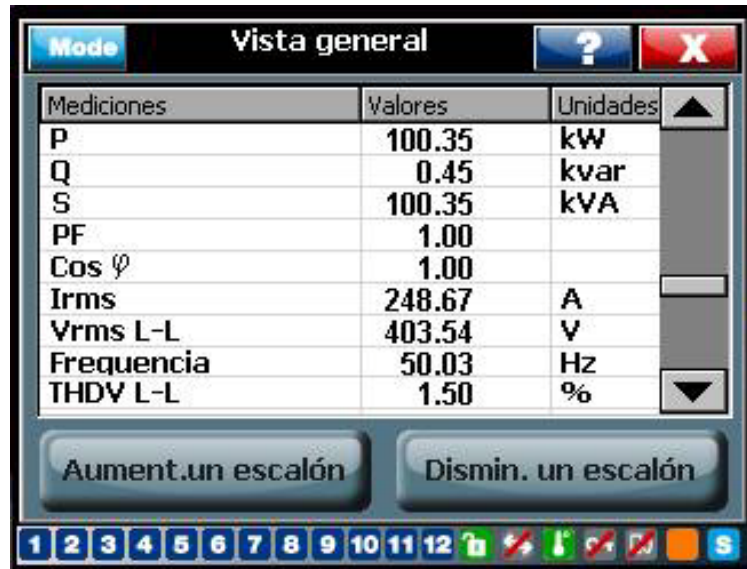 Mode Vista general ? X
Mediciones Valores Unidades
P 100.35 kW
Q 0.45 kvar
S 100.35 kVA
PF 1.00
Cos φ 1.00
Irms 248.67 A
Vrms L-L 403.54 V
Frequencia 50.03 Hz
THDV L-L 1.50 %
Aument.un escalón Dismin. un escalón
1 2 3 4 5 6 7 8 9 10 11 12 S